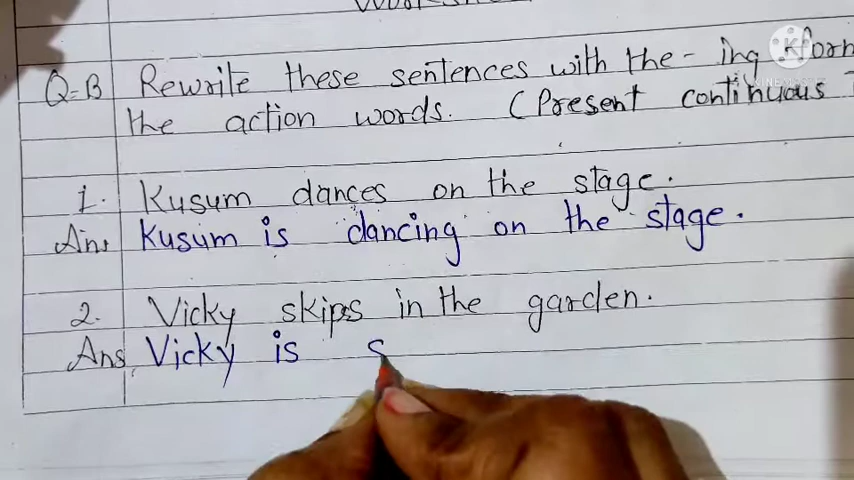 Q=B Rewrite these sentences with the - ing
the action words. (Present continuous
1. Kusum dances on the stage.
Ans Kusum is dancing on the stage.
2. Vicky skips in the garden.
Ans Vicky is s